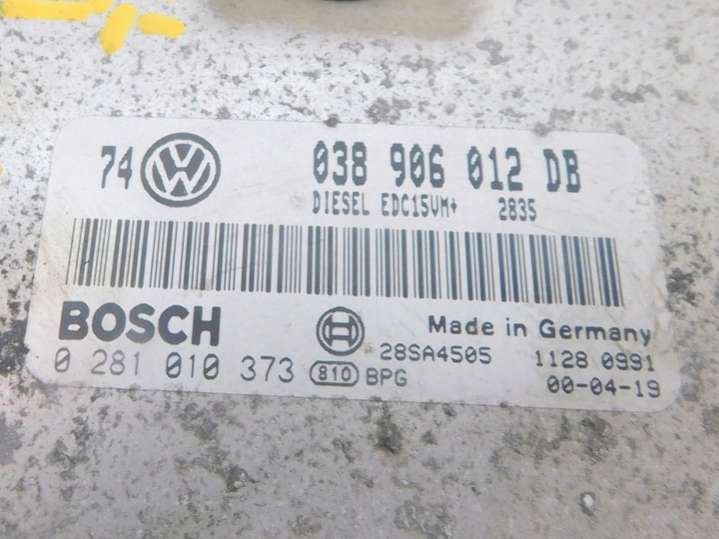 74 VW 038 906 012 DB
DIESEL EDC15VM+ 2835
BOSCH
Made in Germany
0 281 010 373
810 BPG
28SA4505
1128 0991
00-04-19